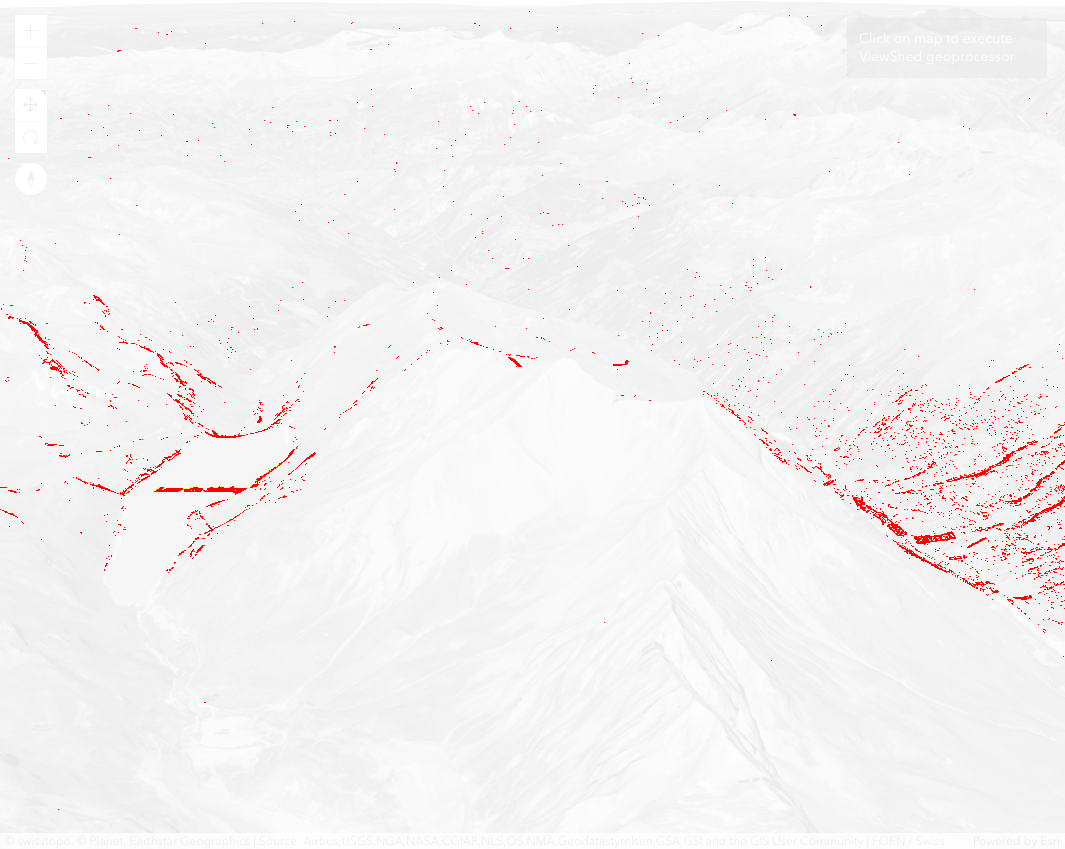 Click on map to execute
ViewShed geoprocessor
© swisstopo, © Planet, Earthstar Geographics | Source: Airbus,USGS,NGA,NASA,CGIAR,NLS,OS,NMA,Geodatastyrelsen,GSA,GSI and the GIS User Community | FOEN / Swiss... Powered by Esri